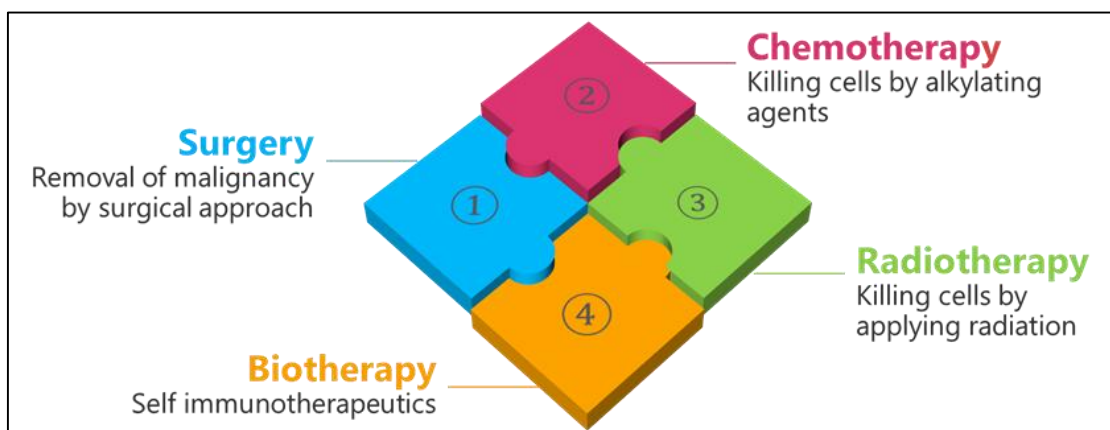 Surgery
Removal of malignancy
by surgical approach
①
Chemotherapy
Killing cells by alkylating
agents
②
Radiotherapy
Killing cells by
applying radiation
③
Biotherapy
Self immunotherapeutics
④